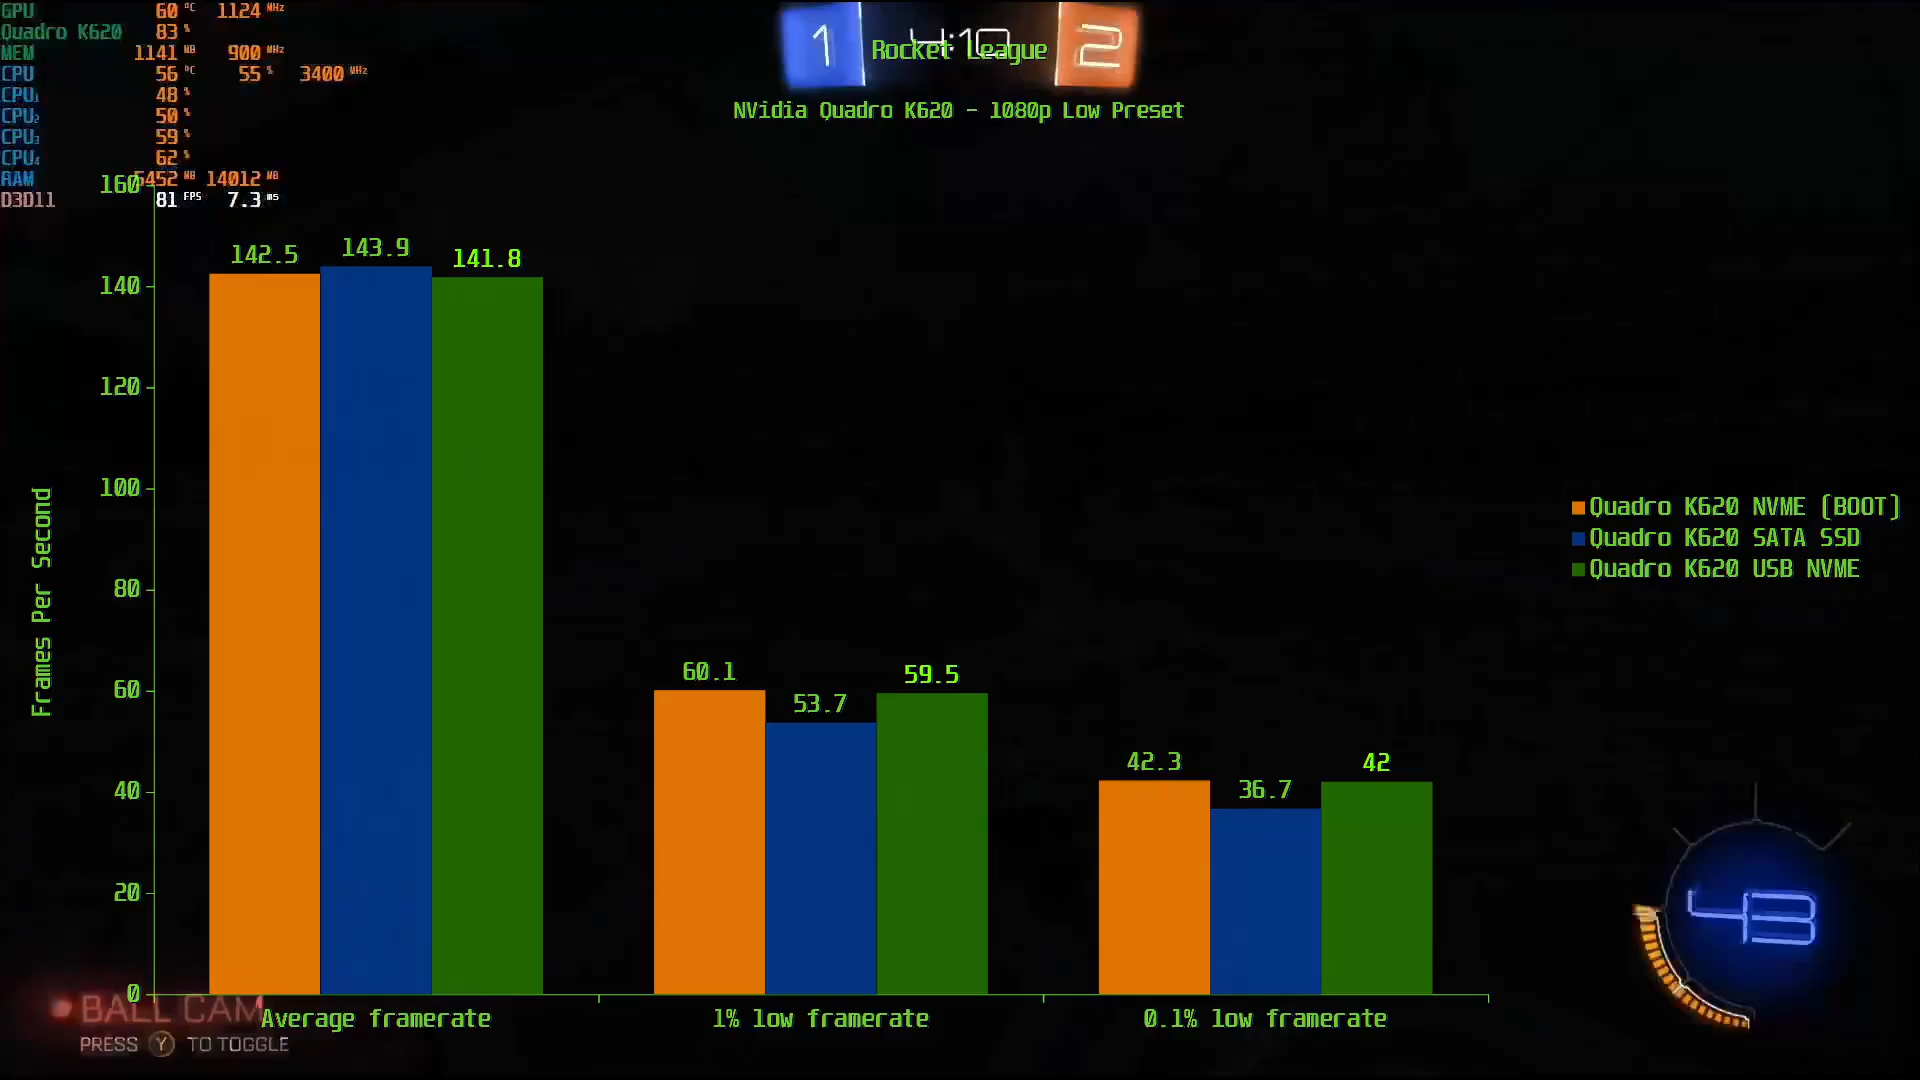 GPU 60 °C 1124 MHz
Quadro K620 83 %
MEM 1141 MB 900 MHz
CPU 56 °C 55 % 3400 MHz
CPU1 48 %
CPU2 50 %
CPU3 59 %
CPU4 62 %
RAM 5452 MB 14012 MB
D3D11 81 FPS 7.3 ms
1 4:10 2
Rocket League
NVidia Quadro K620 - 1080p Low Preset
160
140
120
100
80
60
40
20
0
Frames Per Second
142.5 143.9 141.8
60.1 53.7 59.5
42.3 36.7 42
Average framerate 1% low framerate 0.1% low framerate
Quadro K620 NVME (BOOT)
Quadro K620 SATA SSD
Quadro K620 USB NVME
43
BALL CAM
PRESS Y TO TOGGLE